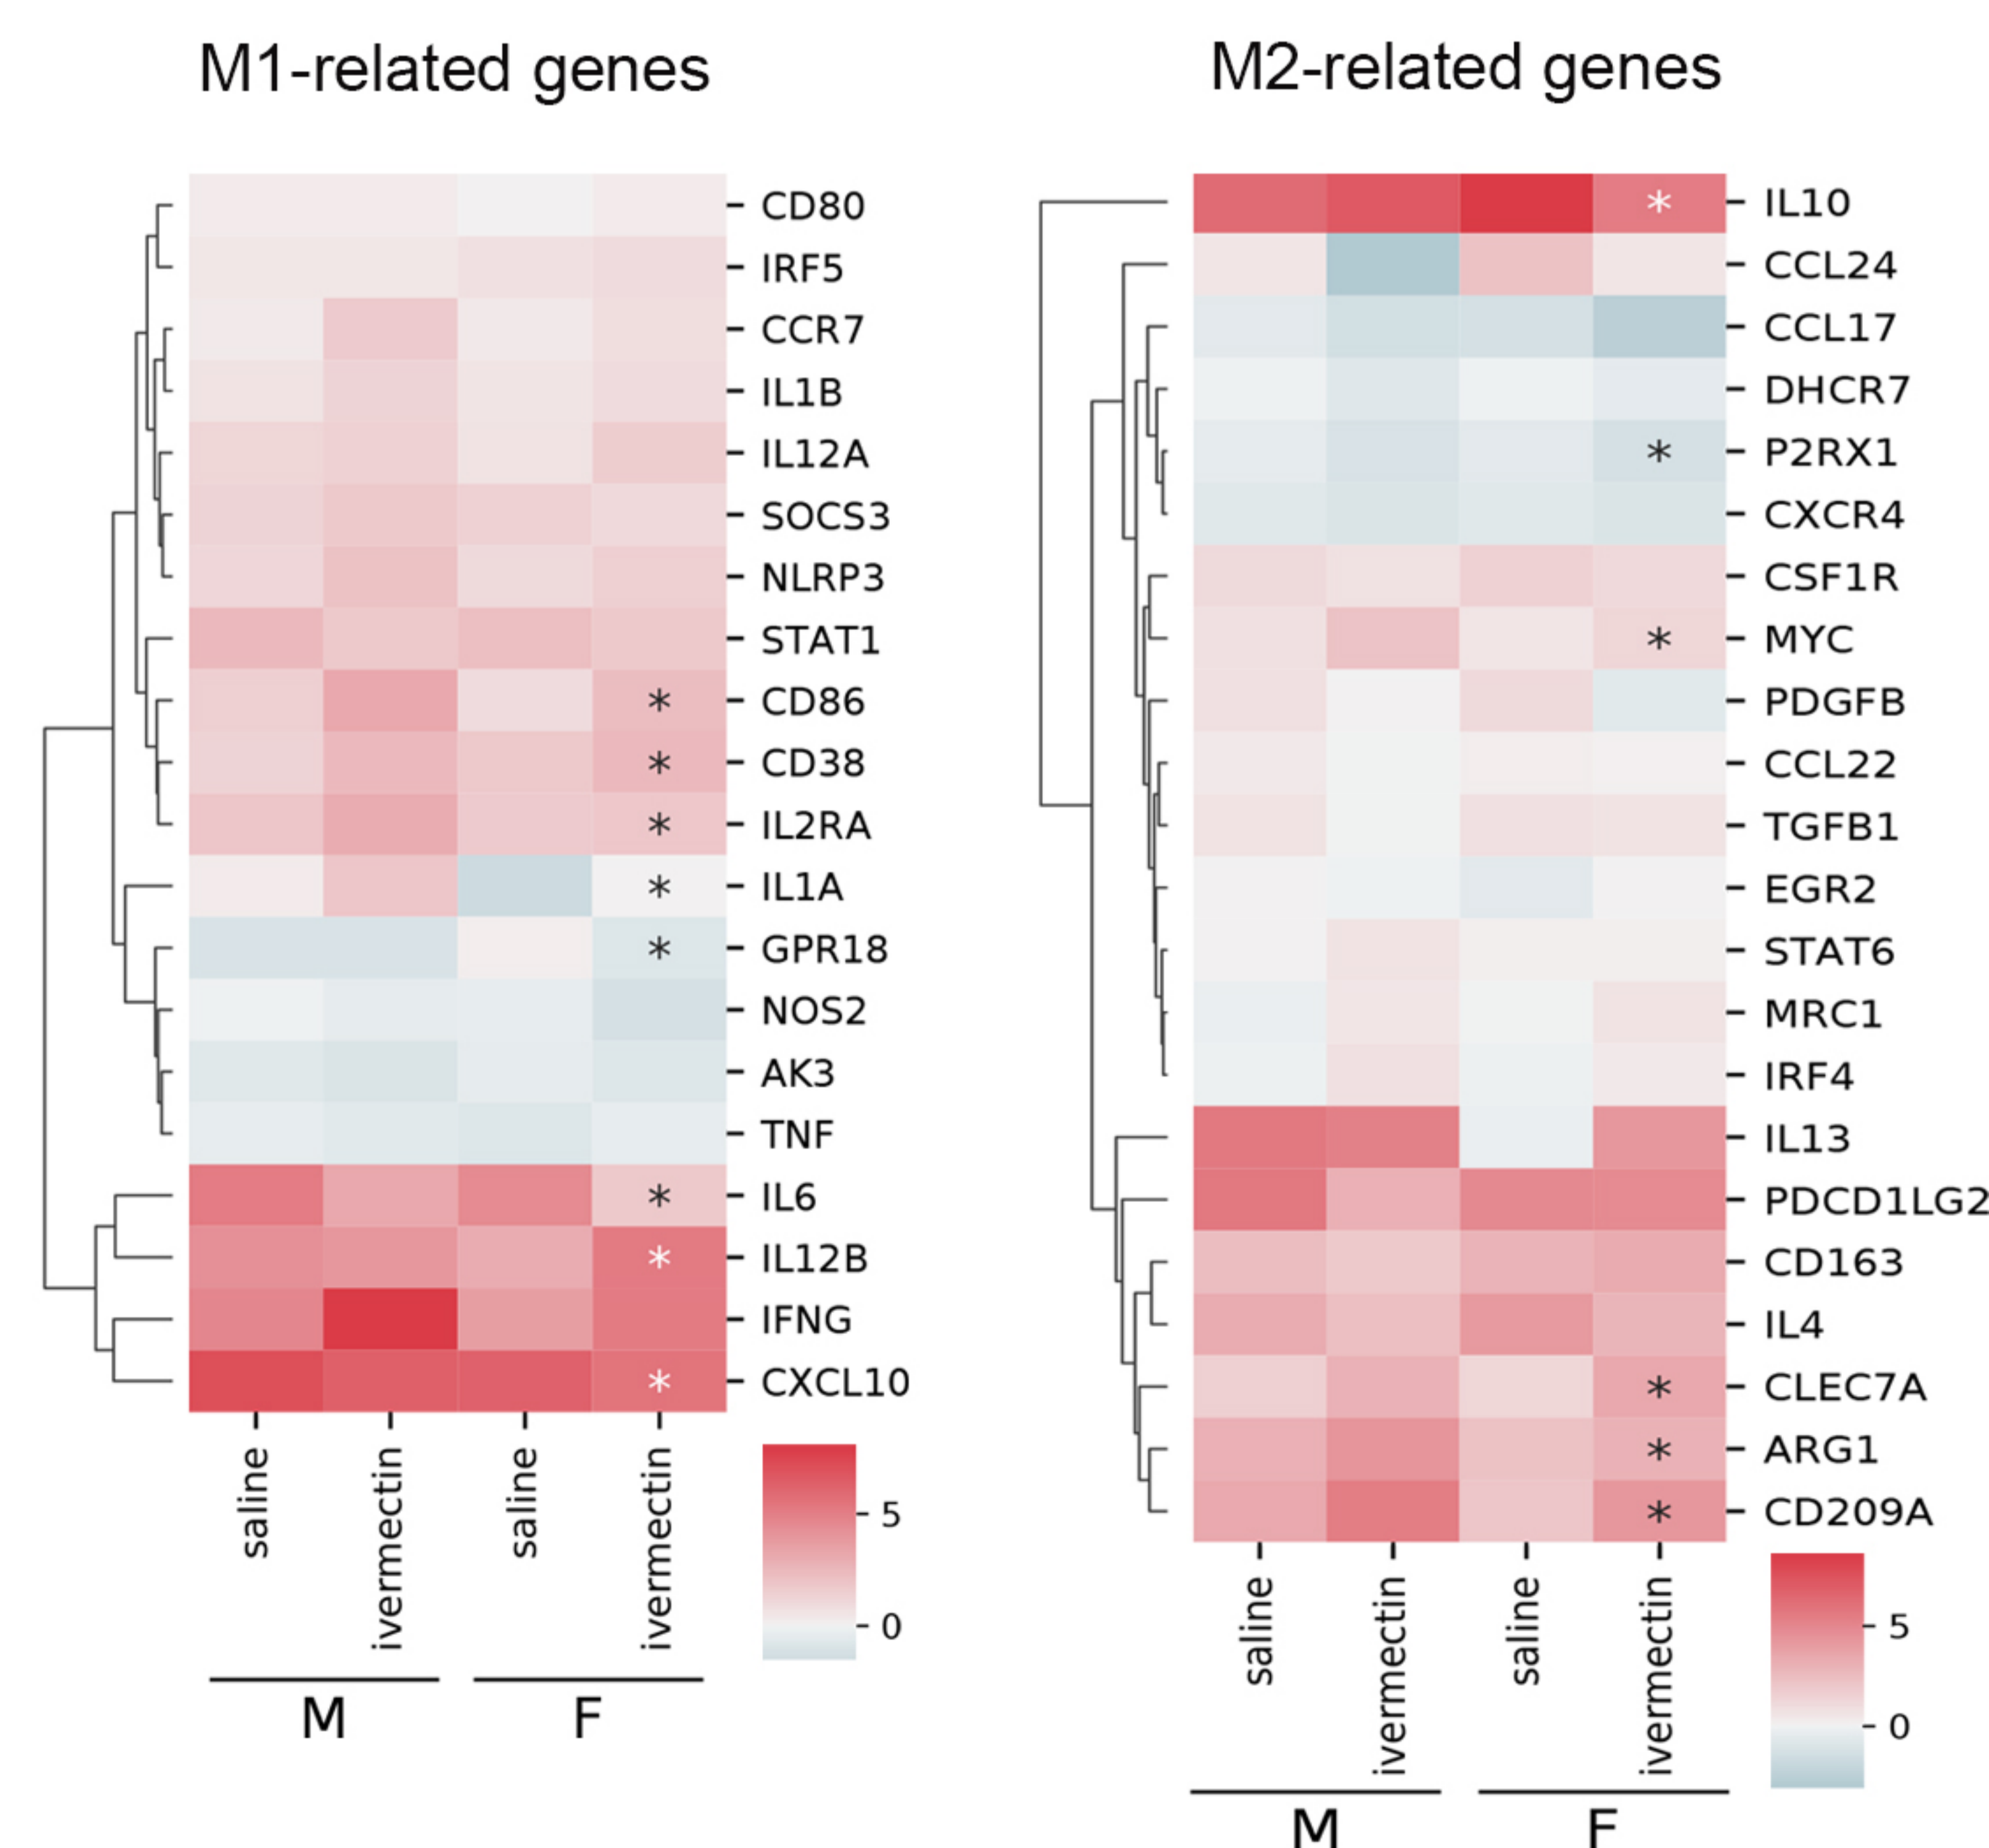 M1-related genes
CD80
IRF5
CCR7
IL1B
IL12A
SOCS3
NLRP3
STAT1
* CD86
* CD38
* IL2RA
* IL1A
* GPR18
NOS2
AK3
TNF
* IL6
* IL12B
IFNG
* CXCL10
saline
ivermectin
saline
ivermectin
M
F
5
0
M2-related genes
* IL10
CCL24
CCL17
DHCR7
* P2RX1
CXCR4
CSF1R
* MYC
PDGFB
CCL22
TGFB1
EGR2
STAT6
MRC1
IRF4
IL13
PDCD1LG2
CD163
IL4
* CLEC7A
* ARG1
* CD209A
saline
ivermectin
saline
ivermectin
M
F
5
0